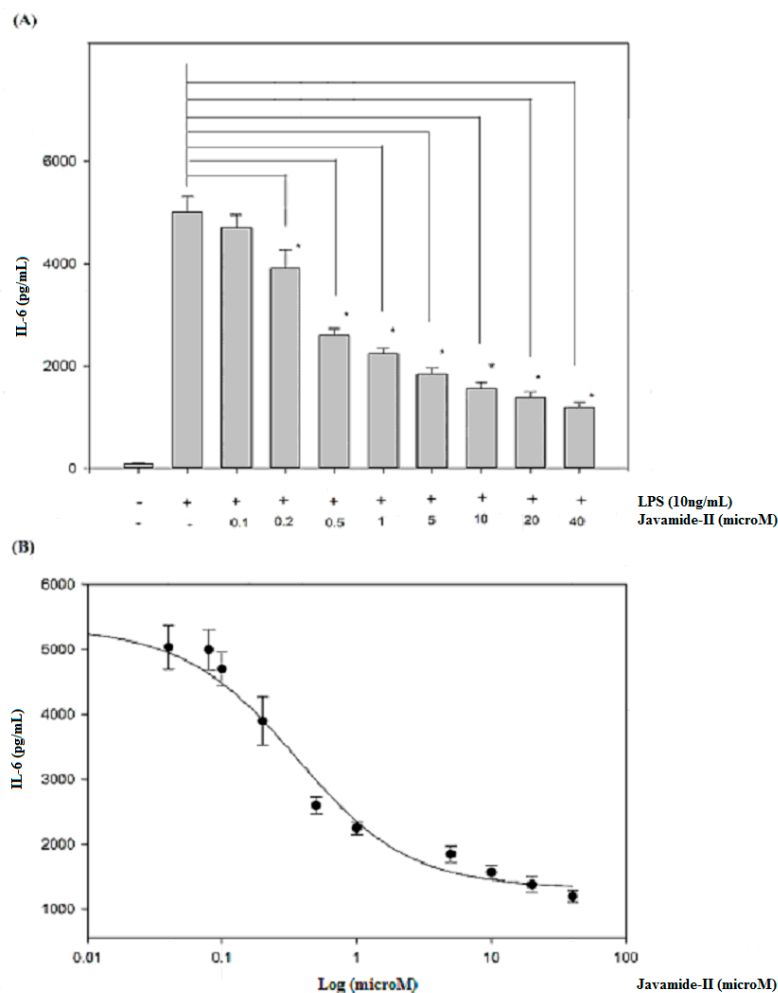 (A)
6000
4000
2000
0
IL-6 (pg/mL)
* * * * * * * *
- + + + + + + + + + LPS (10ng/mL)
- - 0.1 0.2 0.5 1 5 10 20 40 Javamide-II (microM)
(B)
6000
5000
4000
3000
2000
1000
IL-6 (pg/mL)
0.01 0.1 1 10 100
Log (microM) Javamide-II (microM)